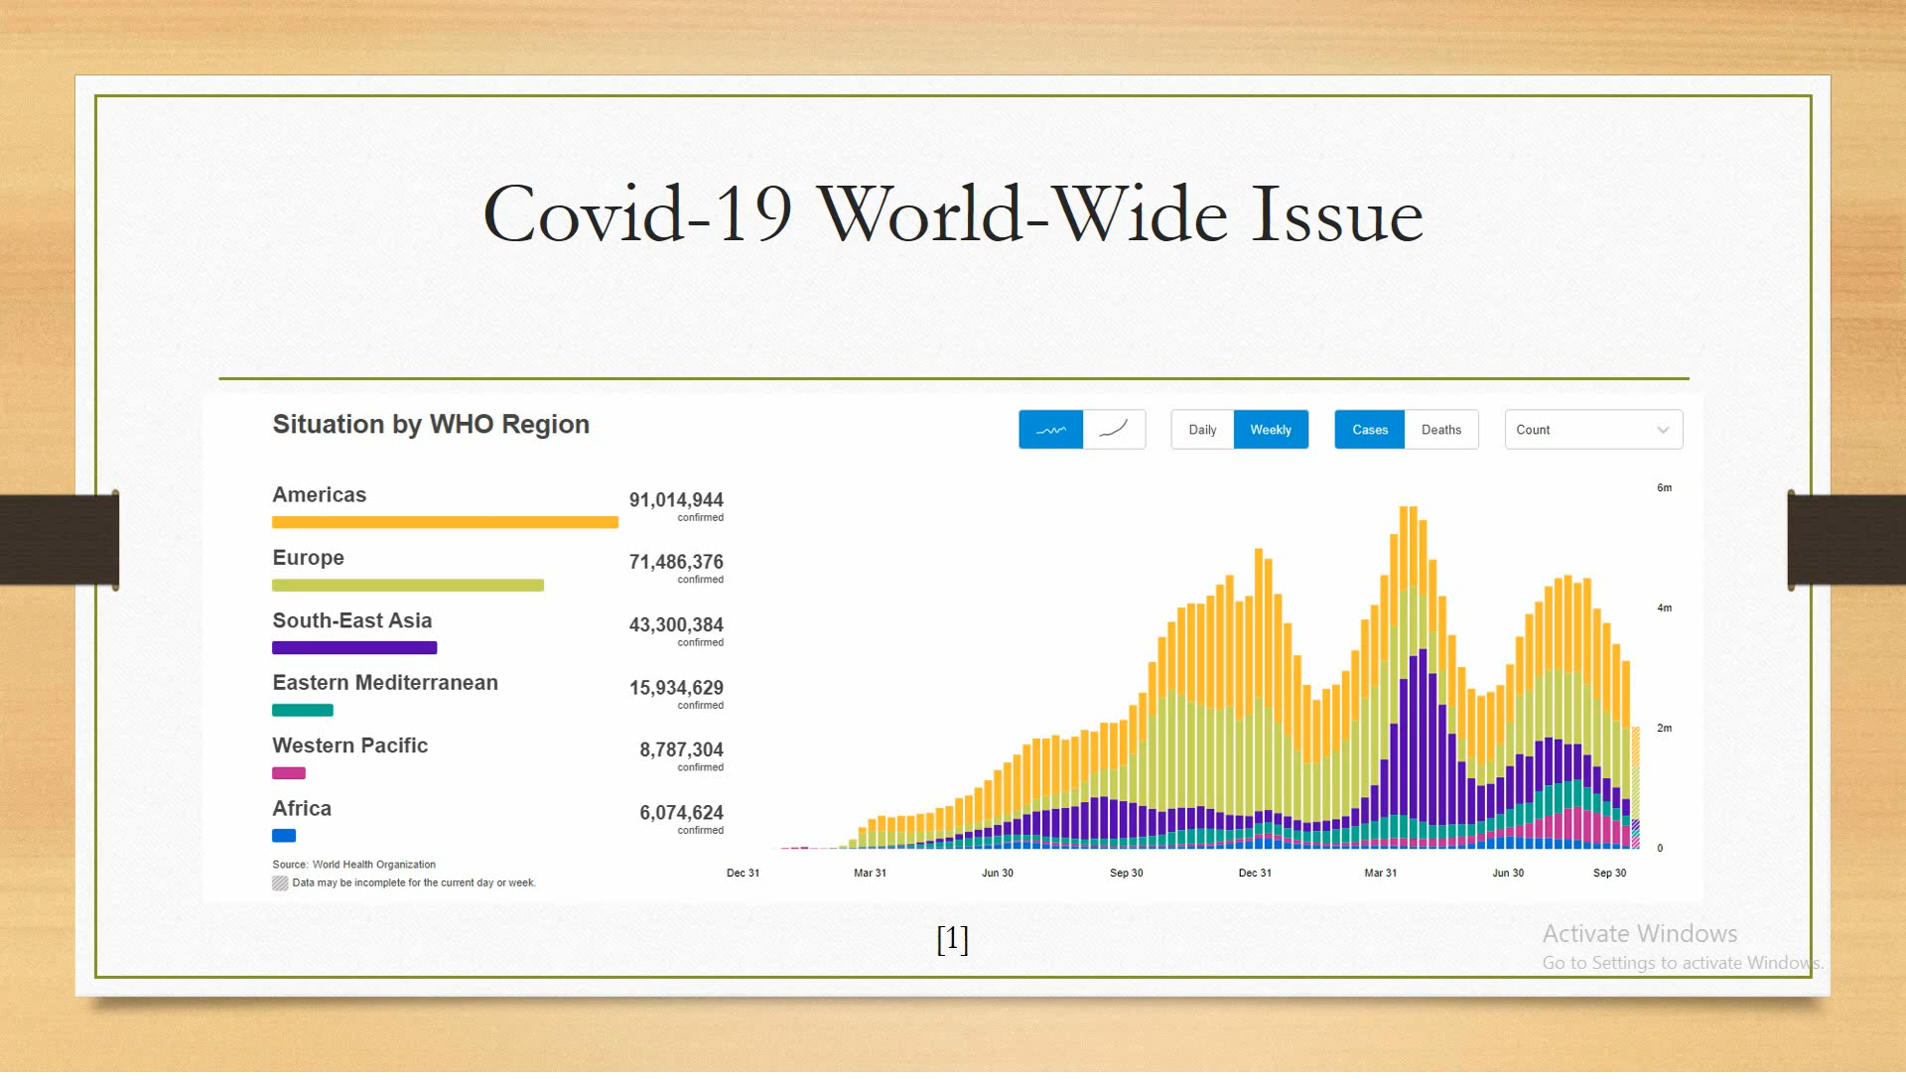 Covid-19 World-Wide Issue
Situation by WHO Region
Daily
Weekly
Cases
Deaths
Count
Americas
91,014,944
confirmed
Europe
71,486,376
confirmed
South-East Asia
43,300,384
confirmed
Eastern Mediterranean
15,934,629
confirmed
Western Pacific
8,787,304
confirmed
Africa
6,074,624
confirmed
Source: World Health Organization
Data may be incomplete for the current day or week.
6m
4m
2m
0
Dec 31
Mar 31
Jun 30
Sep 30
Dec 31
Mar 31
Jun 30
Sep 30
[1]
Activate Windows
Go to Settings to activate Windows.